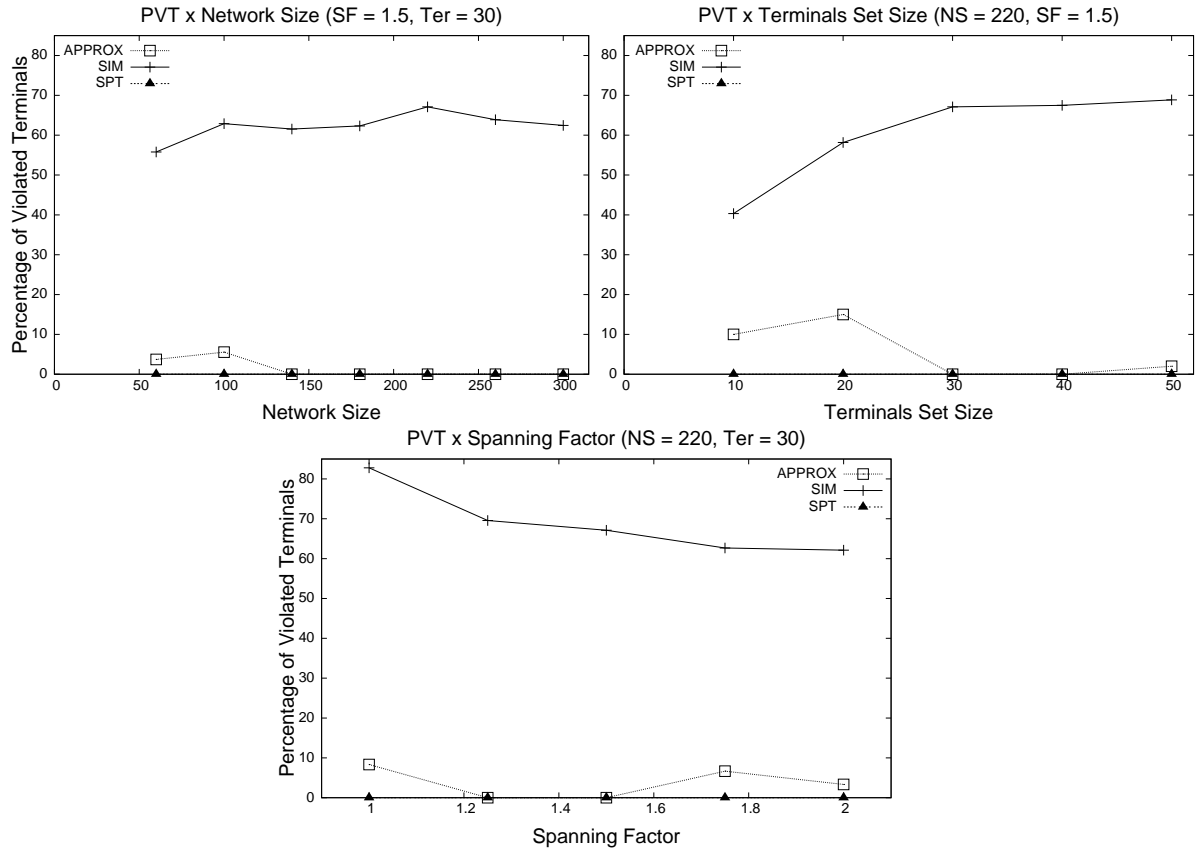 PVT x Network Size (SF = 1.5, Ter = 30)
APPROX
SIM
SPT
80
70
60
50
40
30
20
10
0
0 50 100 150 200 250 300
Percentage of Violated Terminals
Network Size
PVT x Terminals Set Size (NS = 220, SF = 1.5)
APPROX
SIM
SPT
80
70
60
50
40
30
20
10
0
0 10 20 30 40 50
Terminals Set Size
PVT x Spanning Factor (NS = 220, Ter = 30)
APPROX
SIM
SPT
80
70
60
50
40
30
20
10
0
1 1.2 1.4 1.6 1.8 2
Percentage of Violated Terminals
Spanning Factor